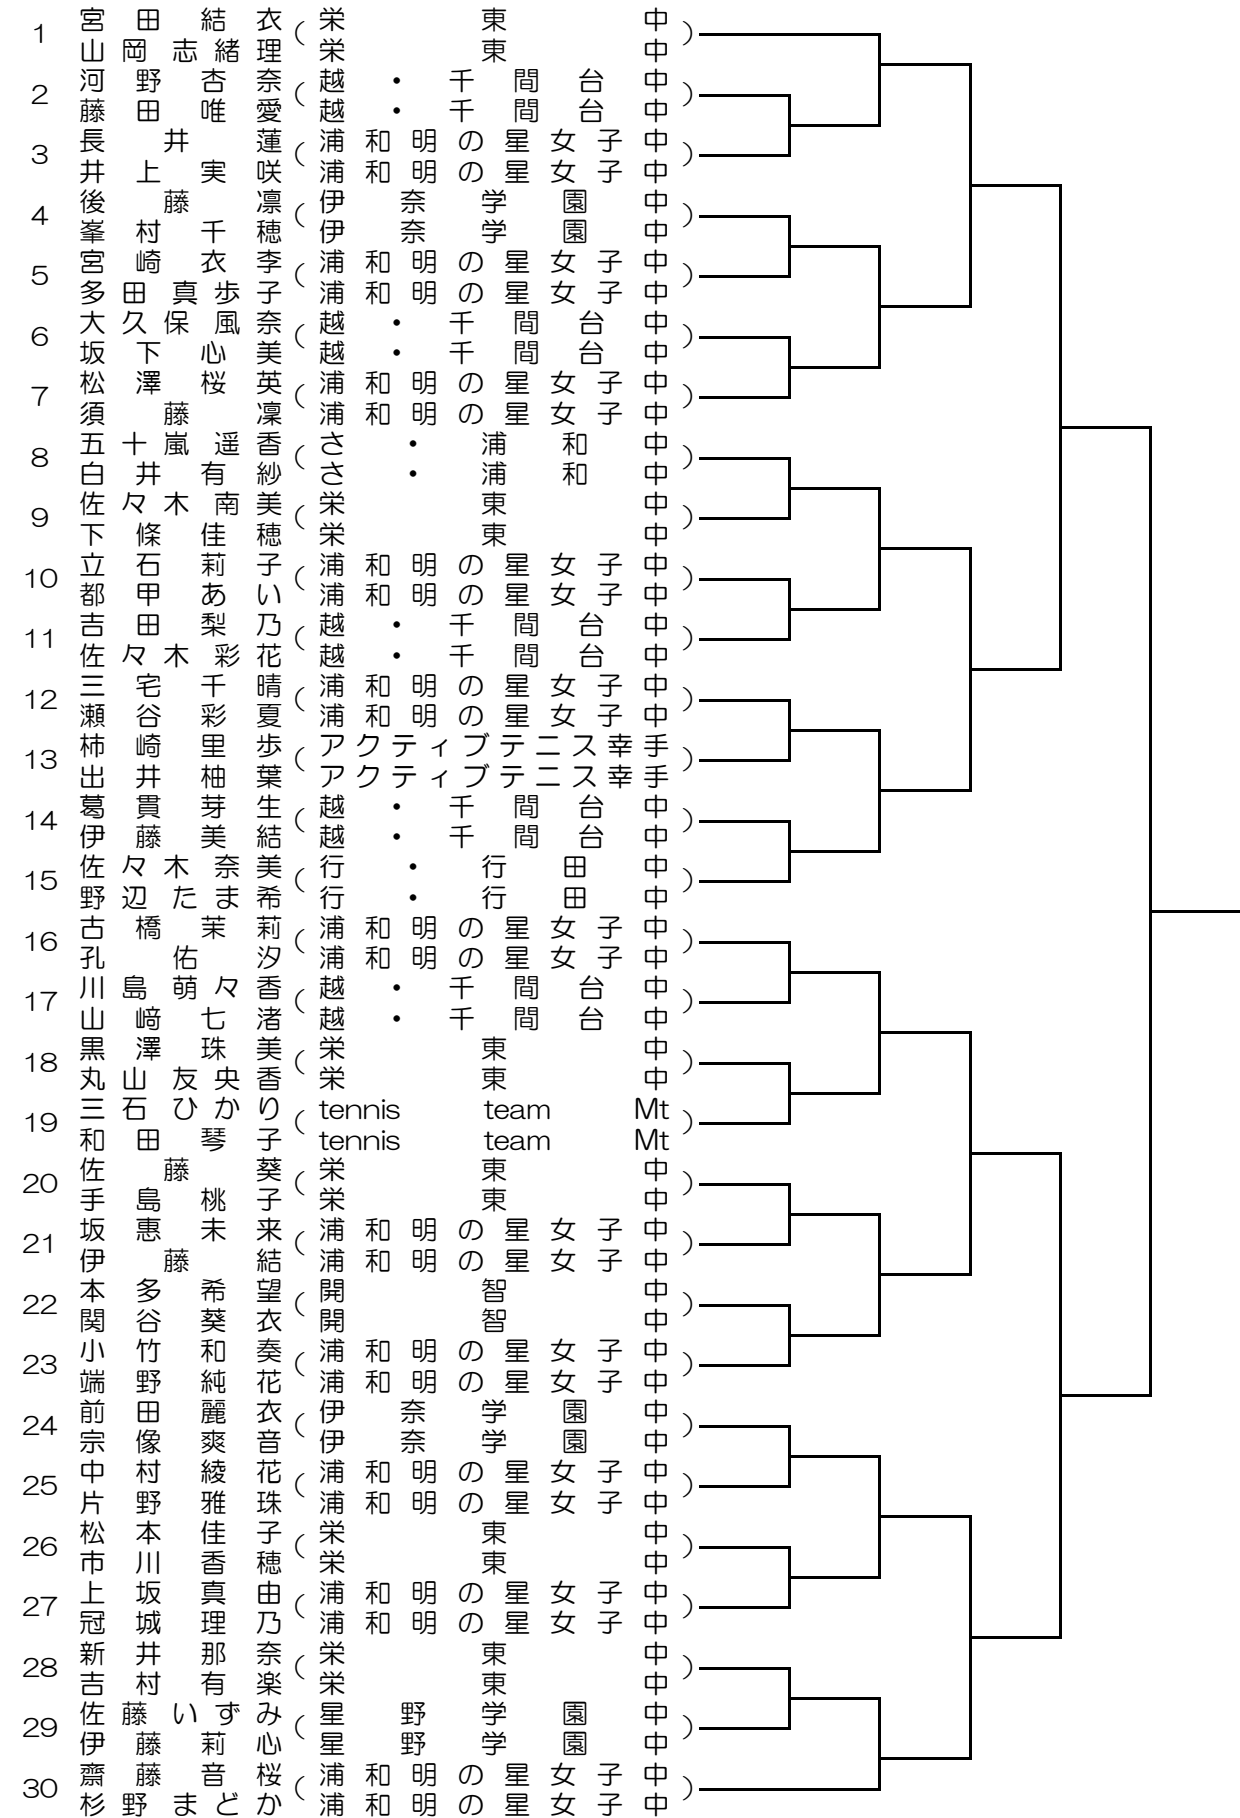 1 宮田結衣 ( 栄東中 )
山岡志緒理 栄東中
2 河野杏奈 ( 越・千間台中 )
藤田唯愛 越・千間台中
3 長井蓮 ( 浦和明の星女子中 )
井上実咲 浦和明の星女子中
4 後藤凛 ( 伊奈学園中 )
峯村千穂 伊奈学園中
5 宮崎衣李 ( 浦和明の星女子中 )
多田真歩子 浦和明の星女子中
6 大久保風奈 ( 越・千間台中 )
坂下心美 越・千間台中
7 松澤桜英 ( 浦和明の星女子中 )
須藤凜 浦和明の星女子中
8 五十嵐遥香 ( さ・浦和中 )
白井有紗 さ・浦和中
9 佐々木南美 ( 栄東中 )
下條佳穂 栄東中
10 立石莉子 ( 浦和明の星女子中 )
都甲あい 浦和明の星女子中
11 吉田梨乃 ( 越・千間台中 )
佐々木彩花 越・千間台中
12 三宅千晴 ( 浦和明の星女子中 )
瀬谷彩夏 浦和明の星女子中
13 柿崎里歩 ( アクティブテニス幸手 )
出井柚葉 アクティブテニス幸手
14 葛貫芽生 ( 越・千間台中 )
伊藤美結 越・千間台中
15 佐々木奈美 ( 行・行田中 )
野辺たま希 行・行田中
16 古橋茉莉 ( 浦和明の星女子中 )
孔佑汐 浦和明の星女子中
17 川島萌々香 ( 越・千間台中 )
山﨑七渚 越・千間台中
18 黒澤珠美 ( 栄東中 )
丸山友央香 栄東中
19 三石ひかり ( tennis team Mt )
和田琴子 tennis team Mt
20 佐藤葵 ( 栄東中 )
手島桃子 栄東中
21 坂惠未来 ( 浦和明の星女子中 )
伊藤結 浦和明の星女子中
22 本多希望 ( 開智中 )
関谷葵衣 開智中
23 小竹和奏 ( 浦和明の星女子中 )
端野純花 浦和明の星女子中
24 前田麗衣 ( 伊奈学園中 )
宗像爽音 伊奈学園中
25 中村綾花 ( 浦和明の星女子中 )
片野雅珠 浦和明の星女子中
26 松本佳子 ( 栄東中 )
市川香穂 栄東中
27 上坂真由 ( 浦和明の星女子中 )
冠城理乃 浦和明の星女子中
28 新井那奈 ( 栄東中 )
吉村有楽 栄東中
29 佐藤いずみ ( 星野学園中 )
伊藤莉心 星野学園中
30 齋藤音桜 ( 浦和明の星女子中 )
杉野まどか 浦和明の星女子中